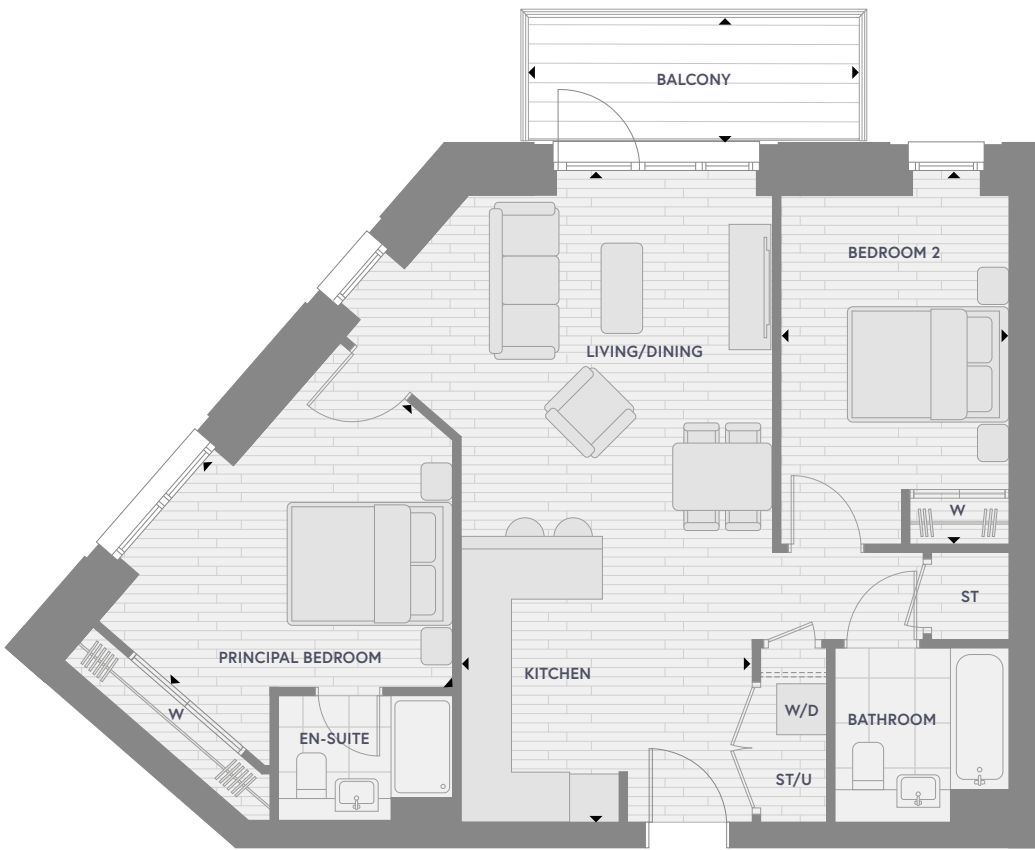 BALCONY
BEDROOM 2
LIVING/DINING
W
ST
PRINCIPAL BEDROOM
KITCHEN
W
W/D
BATHROOM
EN-SUITE
ST/U